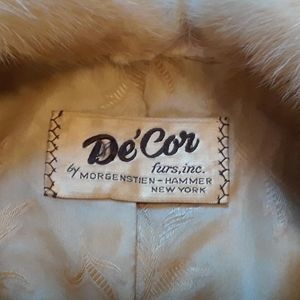 De'Cor
furs, inc.
by MORGENSTIEN-HAMMER
NEW YORK